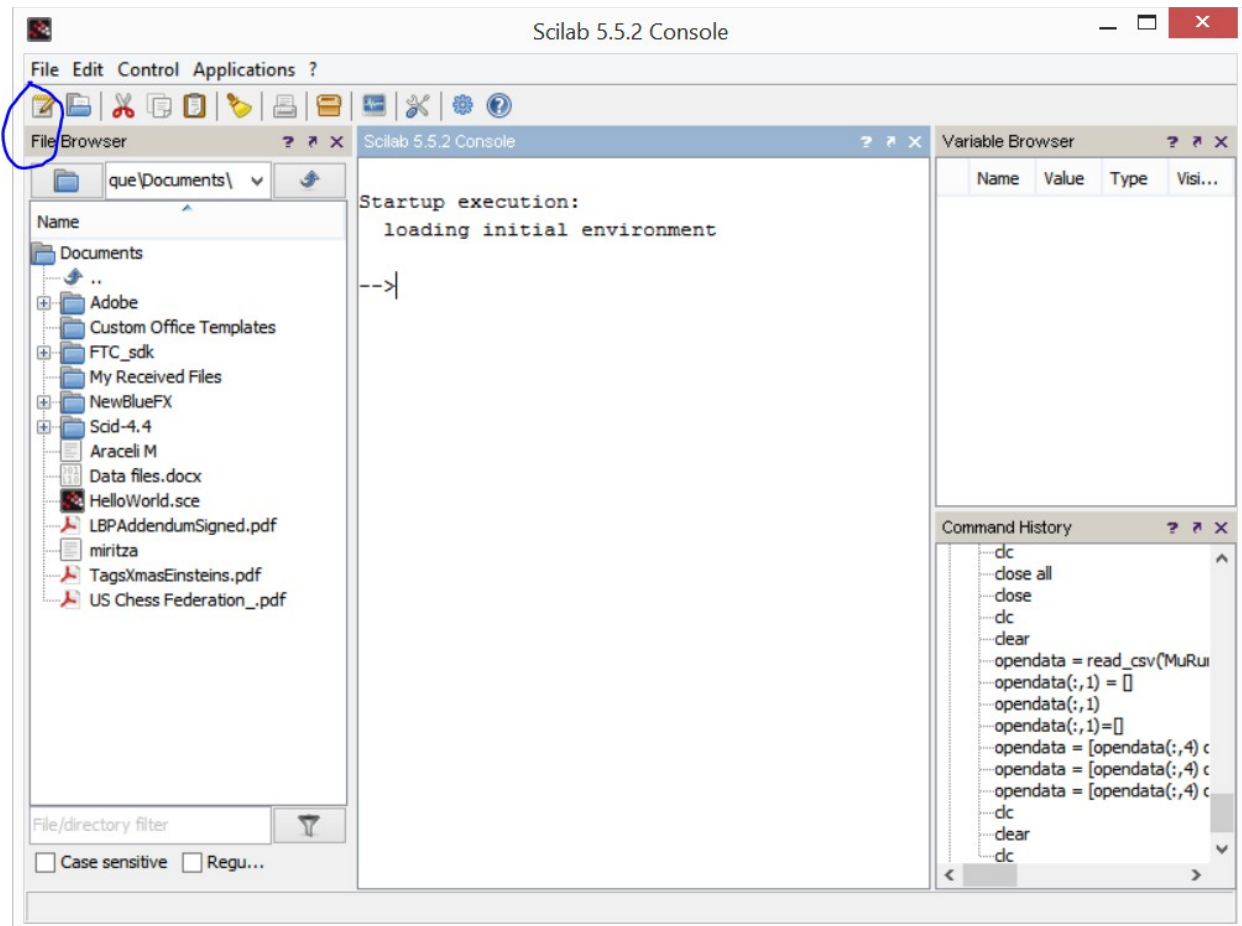 Scilab 5.5.2 Console
File Edit Control Applications ?
File Browser
que\Documents\
Name
Documents
..
Adobe
Custom Office Templates
FTC_sdk
My Received Files
NewBlueFX
Scid-4.4
Araceli M
Data files.docx
HelloWorld.sce
LBPAddendumSigned.pdf
miritza
TagsXmasEinsteins.pdf
US Chess Federation_.pdf
File/directory filter
Case sensitive Regu...
Scilab 5.5.2 Console
Startup execution:
loading initial environment
-->
Variable Browser
Name Value Type Visi...
Command History
clc
close all
close
clc
clear
opendata = read_csv('MuRu
opendata(:,1) = []
opendata(:,1)
opendata(:,1)=[]
opendata = [opendata(:,4) c
opendata = [opendata(:,4) c
opendata = [opendata(:,4) c
clc
clear
clc